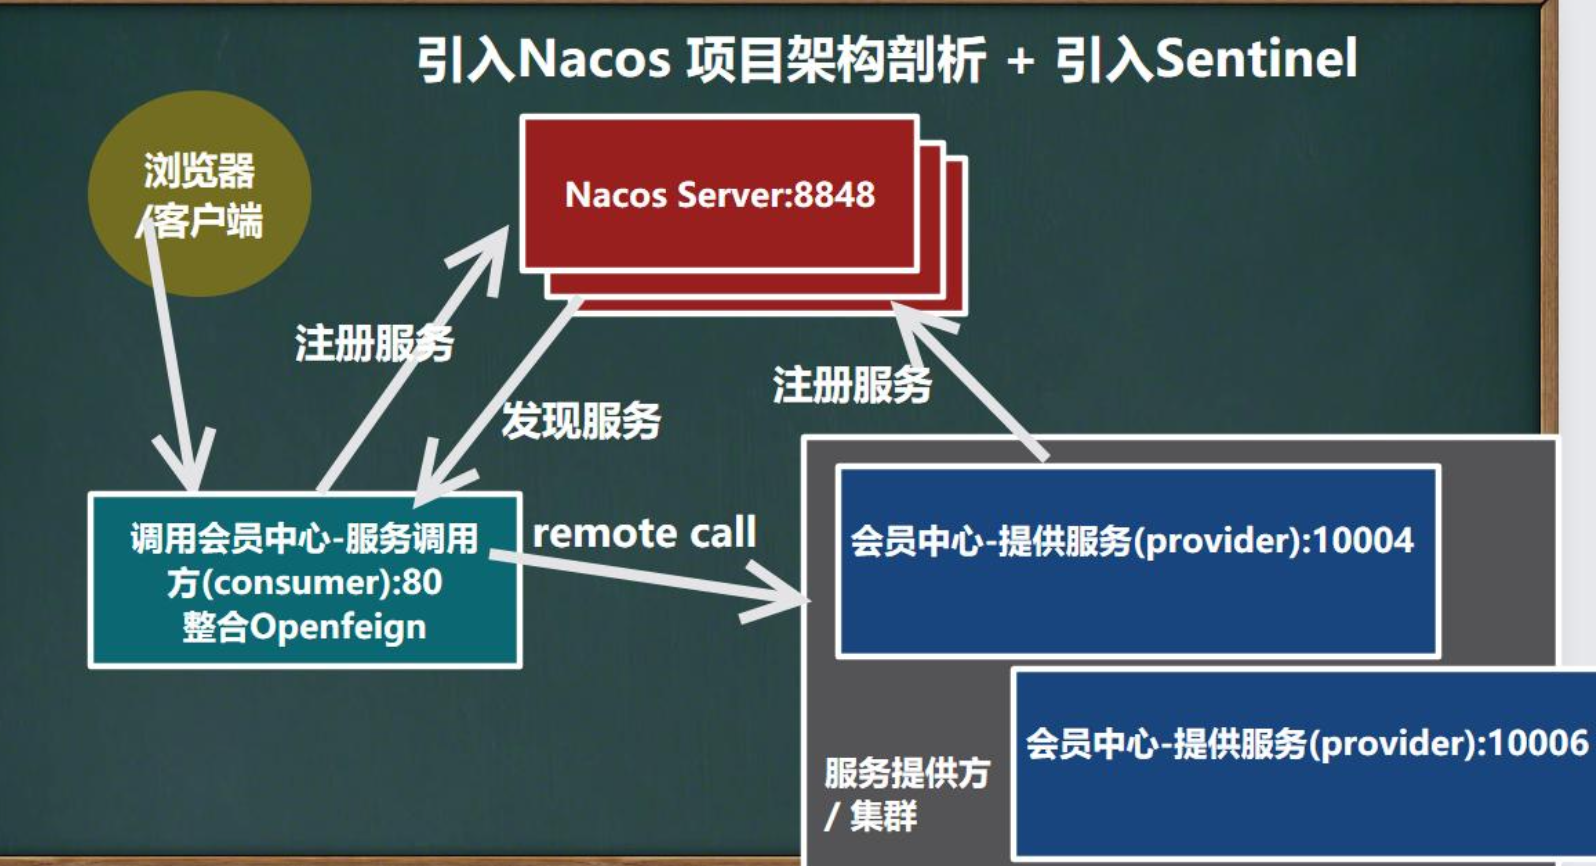 引入Nacos 项目架构剖析 + 引入Sentinel
浏览器
/客户端
Nacos Server:8848
注册服务
发现服务
注册服务
调用会员中心-服务调用
方(consumer):80
整合Openfeign
remote call
会员中心-提供服务(provider):10004
会员中心-提供服务(provider):10006
服务提供方
/ 集群